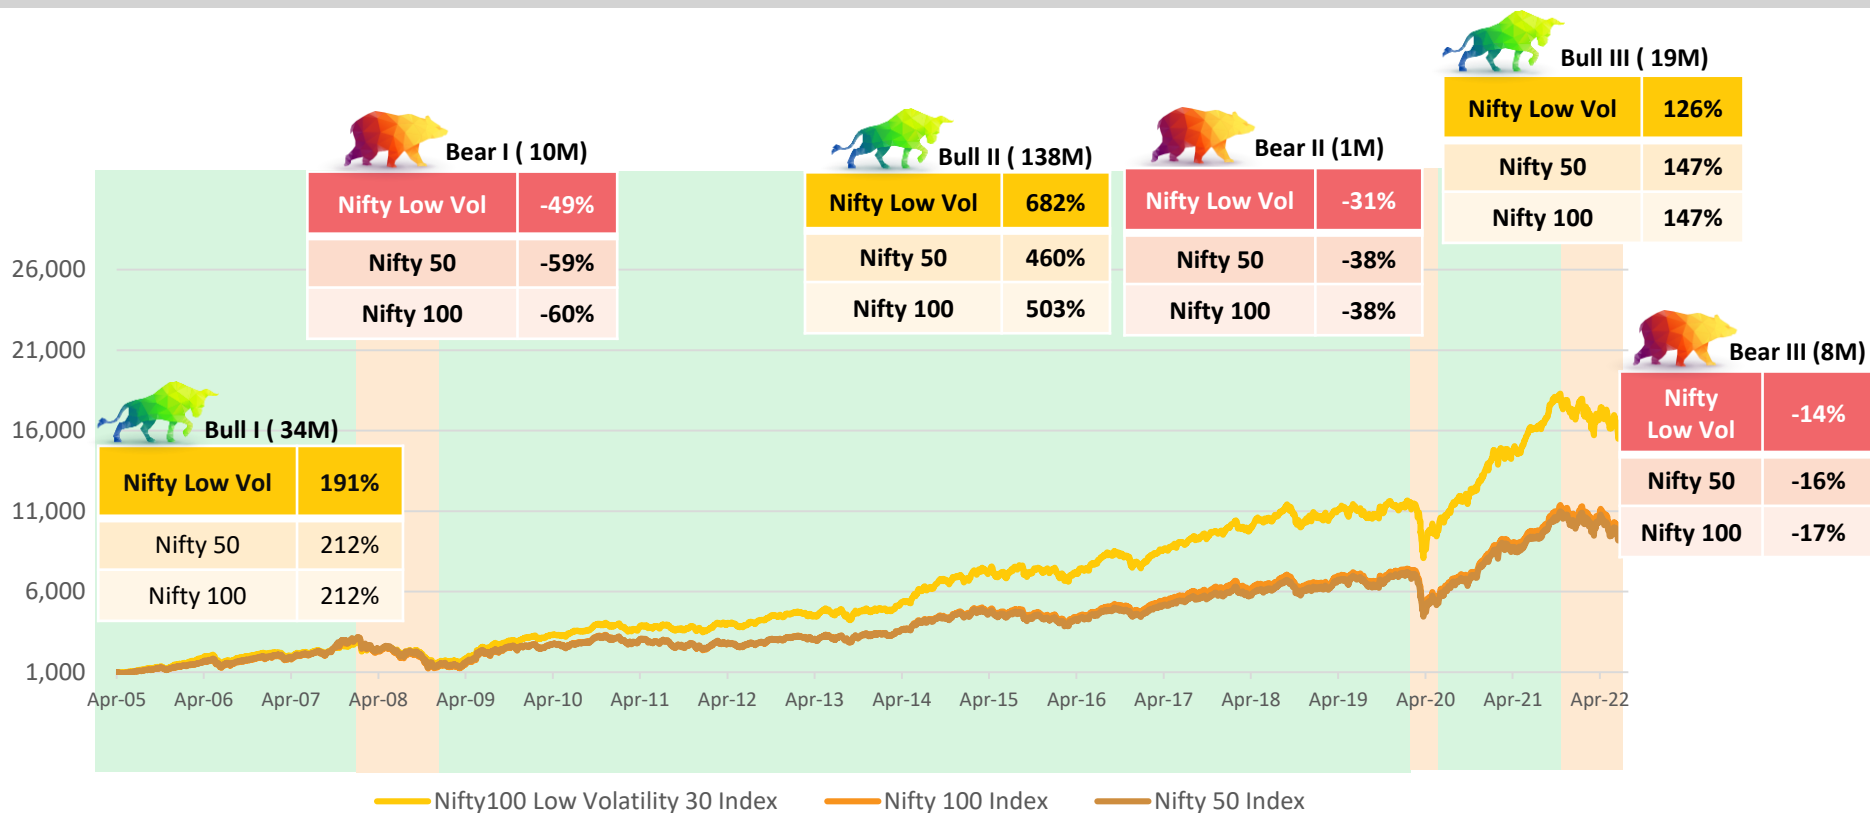 Bull III ( 19M)
Nifty Low Vol 126%
Nifty 50 147%
Nifty 100 147%
Bear I ( 10M)
Nifty Low Vol -49%
Nifty 50 -59%
Nifty 100 -60%
Bull II ( 138M)
Nifty Low Vol 682%
Nifty 50 460%
Nifty 100 503%
Bear II (1M)
Nifty Low Vol -31%
Nifty 50 -38%
Nifty 100 -38%
Bear III (8M)
Nifty
Low Vol -14%
Nifty 50 -16%
Nifty 100 -17%
Bull I ( 34M)
Nifty Low Vol 191%
Nifty 50 212%
Nifty 100 212%
26,000
21,000
16,000
11,000
6,000
1,000
Apr-05 Apr-06 Apr-07 Apr-08 Apr-09 Apr-10 Apr-11 Apr-12 Apr-13 Apr-14 Apr-15 Apr-16 Apr-17 Apr-18 Apr-19 Apr-20 Apr-21 Apr-22
Nifty100 Low Volatility 30 Index Nifty 100 Index Nifty 50 Index